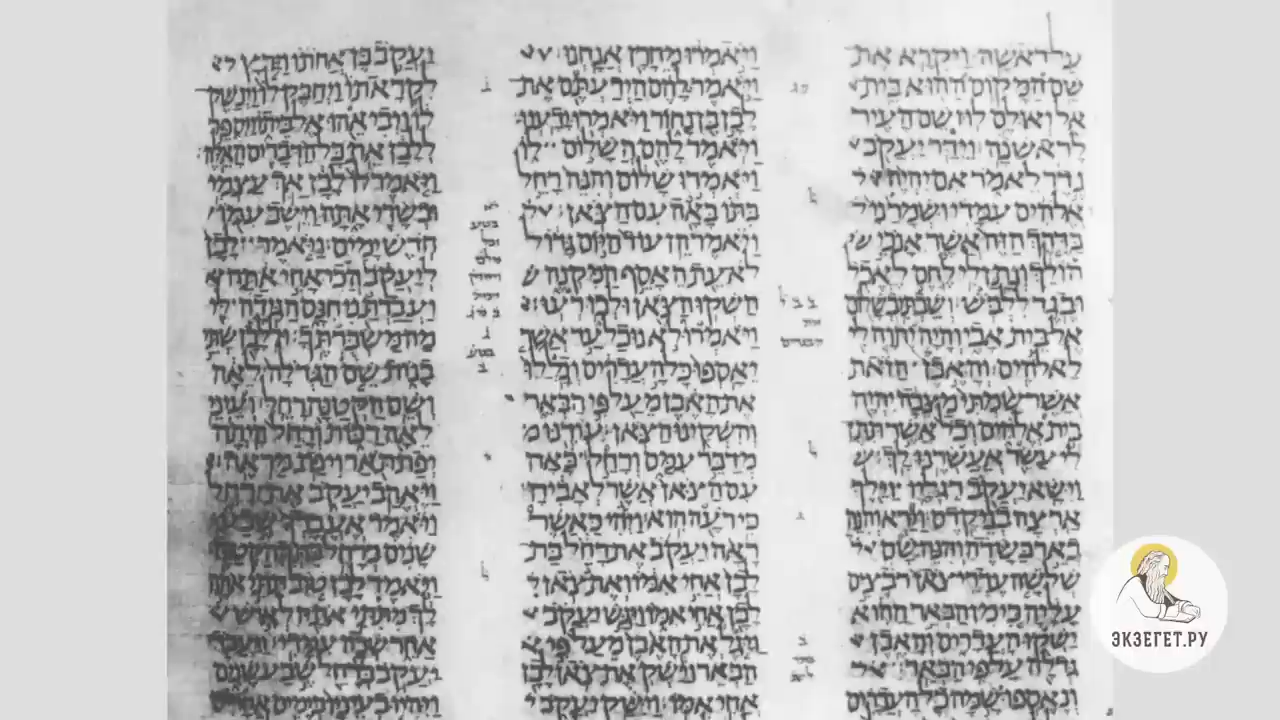 על ראשה ויקרא את
שם המקום ההוא בית
אל ואולם לוז שם העיר
לראשנה וידר יעקב
נדר לאמר אם יהיה
אלהים עמדי ושמרני
בדרך הזה אשר אנכי
הולך ונתן לי לחם לאכל
ובגד ללבש ושבתי בשלום
אל בית אבי והיה יהוה לי
לאלהים והאבן הזאת
אשר שמתי מצבה יהיה
בית אלהים וכל אשר תתן
לי עשר אעשרנו לך
וישא יעקב רגליו וילך
ארצה בני קדם וירא והנה
באר בשדה והנה שם
שלשה עדרי צאן רבצים
עליה כי מן הבאר ההוא
ישקו העדרים והאבן
גדלה על פי הבאר
ונאספו שמה כל העדרים
ויאמרו מחרן אנחנו
ויאמר להם הידעתם את
לבן בן נחור ויאמרו ידענו
ויאמר להם השלום לו
ויאמרו שלום והנה רחל
בתו באה עם הצאן
ויאמר הן עוד היום גדול
לא עת האסף המקנה
השקו הצאן ולכו רעו
ויאמרו לא נוכל עד אשר
יאספו כל העדרים וגללו
את האבן מעל פי הבאר
והשקינו הצאן עודנו מ
מדבר עמם ורחל באה
עם הצאן אשר לאביה
כי רעה הוא ויהי כאשר
ראה יעקב את רחל בת
לבן אחי אמו ואת צאן
לבן אחי אמו ויגש יעקב
ויגל את האבן מעל פי
הבאר וישק את צאן לבן
אחי אמו וישק יעקב
יעקב בן אחתו וירץ
לקראתו ויחבק לו וינשק
לו ויביאהו אל ביתו ויספר
ללבן את כל הדברים האלה
ויאמר לו לבן אך עצמי
ובשרי אתה וישב עמו
חדש ימים ויאמר לבן
ליעקב הכי אחי אתה
ועבדתני חנם הגידה לי
מה משכרתך וללבן שתי
בנות שם הגדלה לאה
ושם הקטנה רחל ועיני
לאה רכות ורחל היתה
יפת תאר ויפת מראה
ויאהב יעקב את רחל
ויאמר אעבדך שבע
שנים ברחל בתך הקטנה
ויאמר לבן טוב תתי אתה
לך מתתי אתה לאיש
אחר שבה עמדי ויעבד
יעקב ברחל שבע שנים
ויהיו בעיניו כימים אחדים
ЭКЗЕГЕТ.РУ